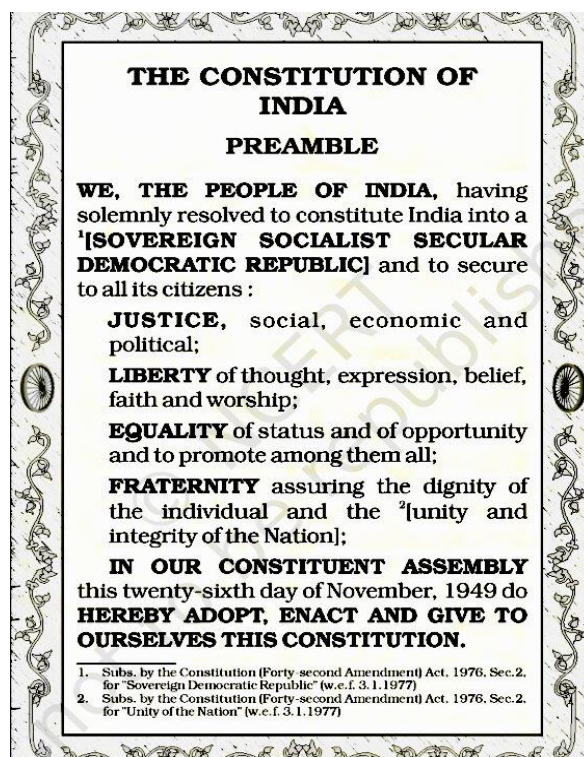 THE CONSTITUTION OF
INDIA
PREAMBLE
WE, THE PEOPLE OF INDIA, having
solemnly resolved to constitute India into a
¹[SOVEREIGN SOCIALIST SECULAR
DEMOCRATIC REPUBLIC] and to secure
to all its citizens :
JUSTICE, social, economic and
political;
LIBERTY of thought, expression, belief,
faith and worship;
EQUALITY of status and of opportunity
and to promote among them all;
FRATERNITY assuring the dignity of
the individual and the ²[unity and
integrity of the Nation];
IN OUR CONSTITUENT ASSEMBLY
this twenty-sixth day of November, 1949 do
HEREBY ADOPT, ENACT AND GIVE TO
OURSELVES THIS CONSTITUTION.
1. Subs. by the Constitution (Forty-second Amendment) Act, 1976, Sec.2,
for "Sovereign Democratic Republic" (w.e.f. 3.1.1977)
2. Subs. by the Constitution (Forty-second Amendment) Act, 1976, Sec.2,
for "Unity of the Nation" (w.e.f. 3.1.1977)
© NCERT
not to be republish